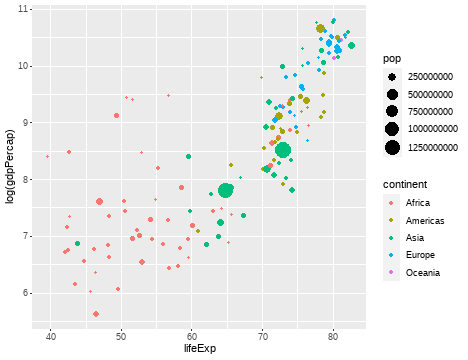 11
10
9
8
7
6
40
50
60
70
80
lifeExp
log(gdpPercap)
pop
250000000
500000000
750000000
1000000000
1250000000
continent
Africa
Americas
Asia
Europe
Oceania